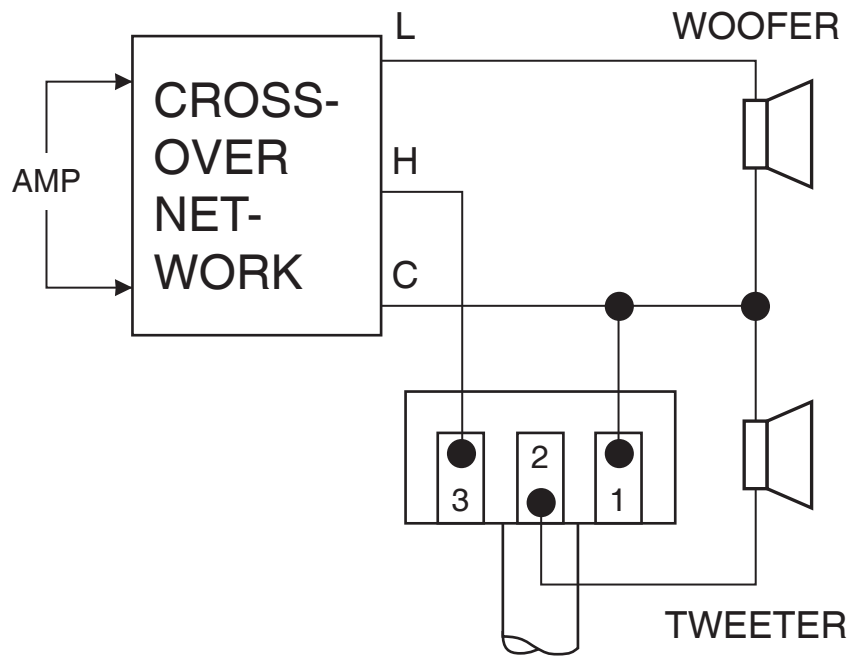 L
WOOFER
CROSS-
OVER
NET-
WORK
AMP
H
C
2
3
1
TWEETER